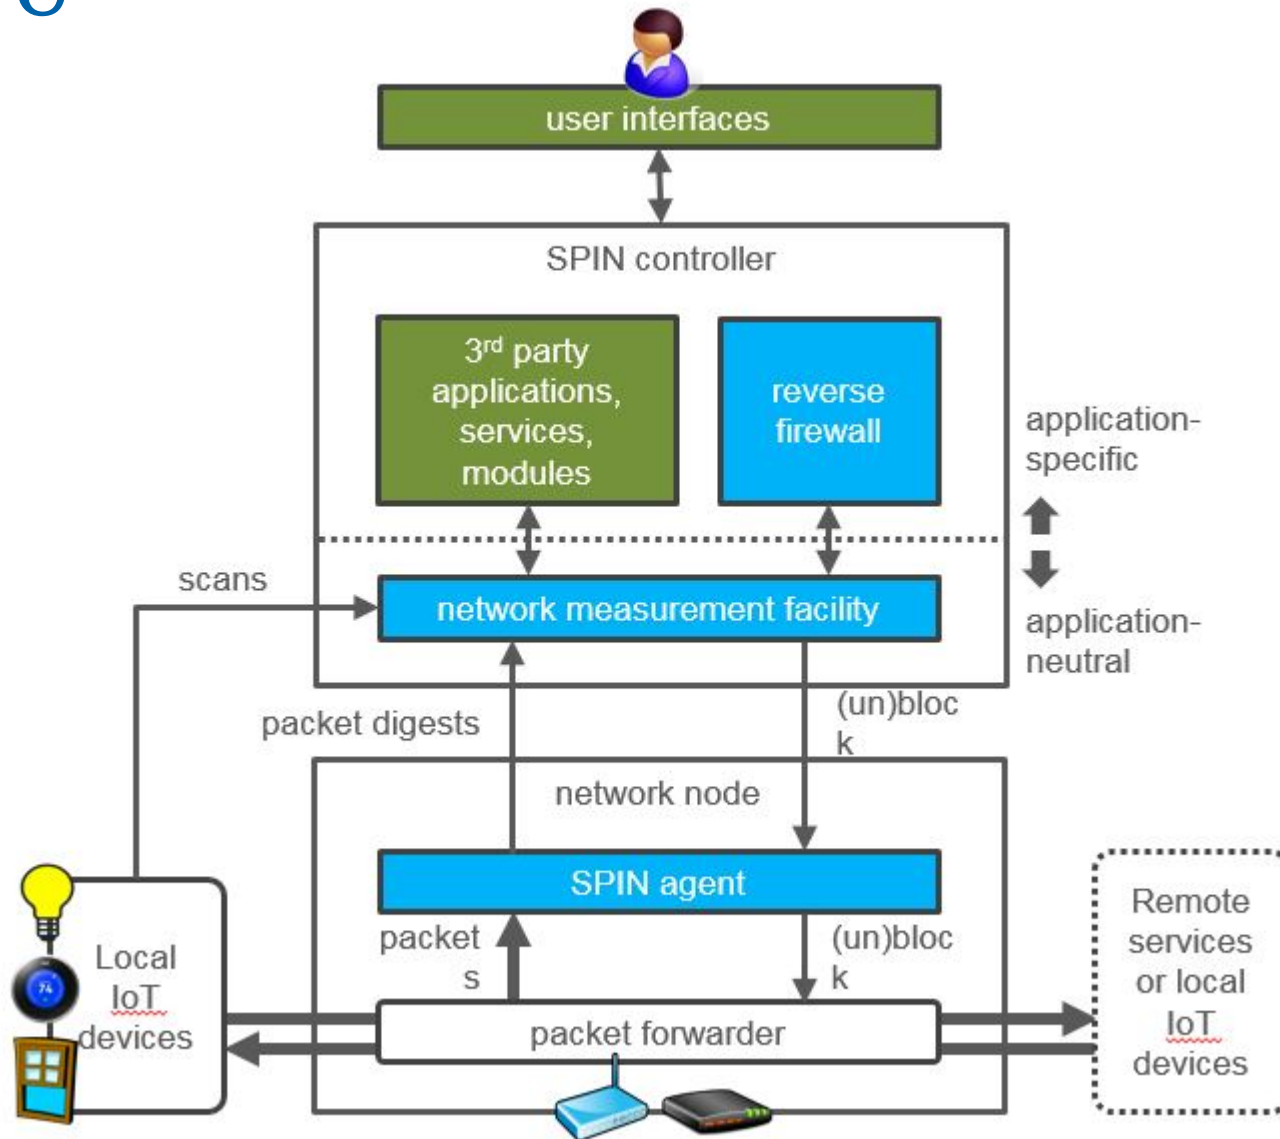 user interfaces
SPIN controller
3rd party
applications,
services,
modules
reverse
firewall
application-
specific
scans
network measurement facility
application-
neutral
packet digests
(un)bloc
k
network node
SPIN agent
packet
s
(un)bloc
k
Local
IoT
devices
74
packet forwarder
Remote
services
or local
IoT
devices